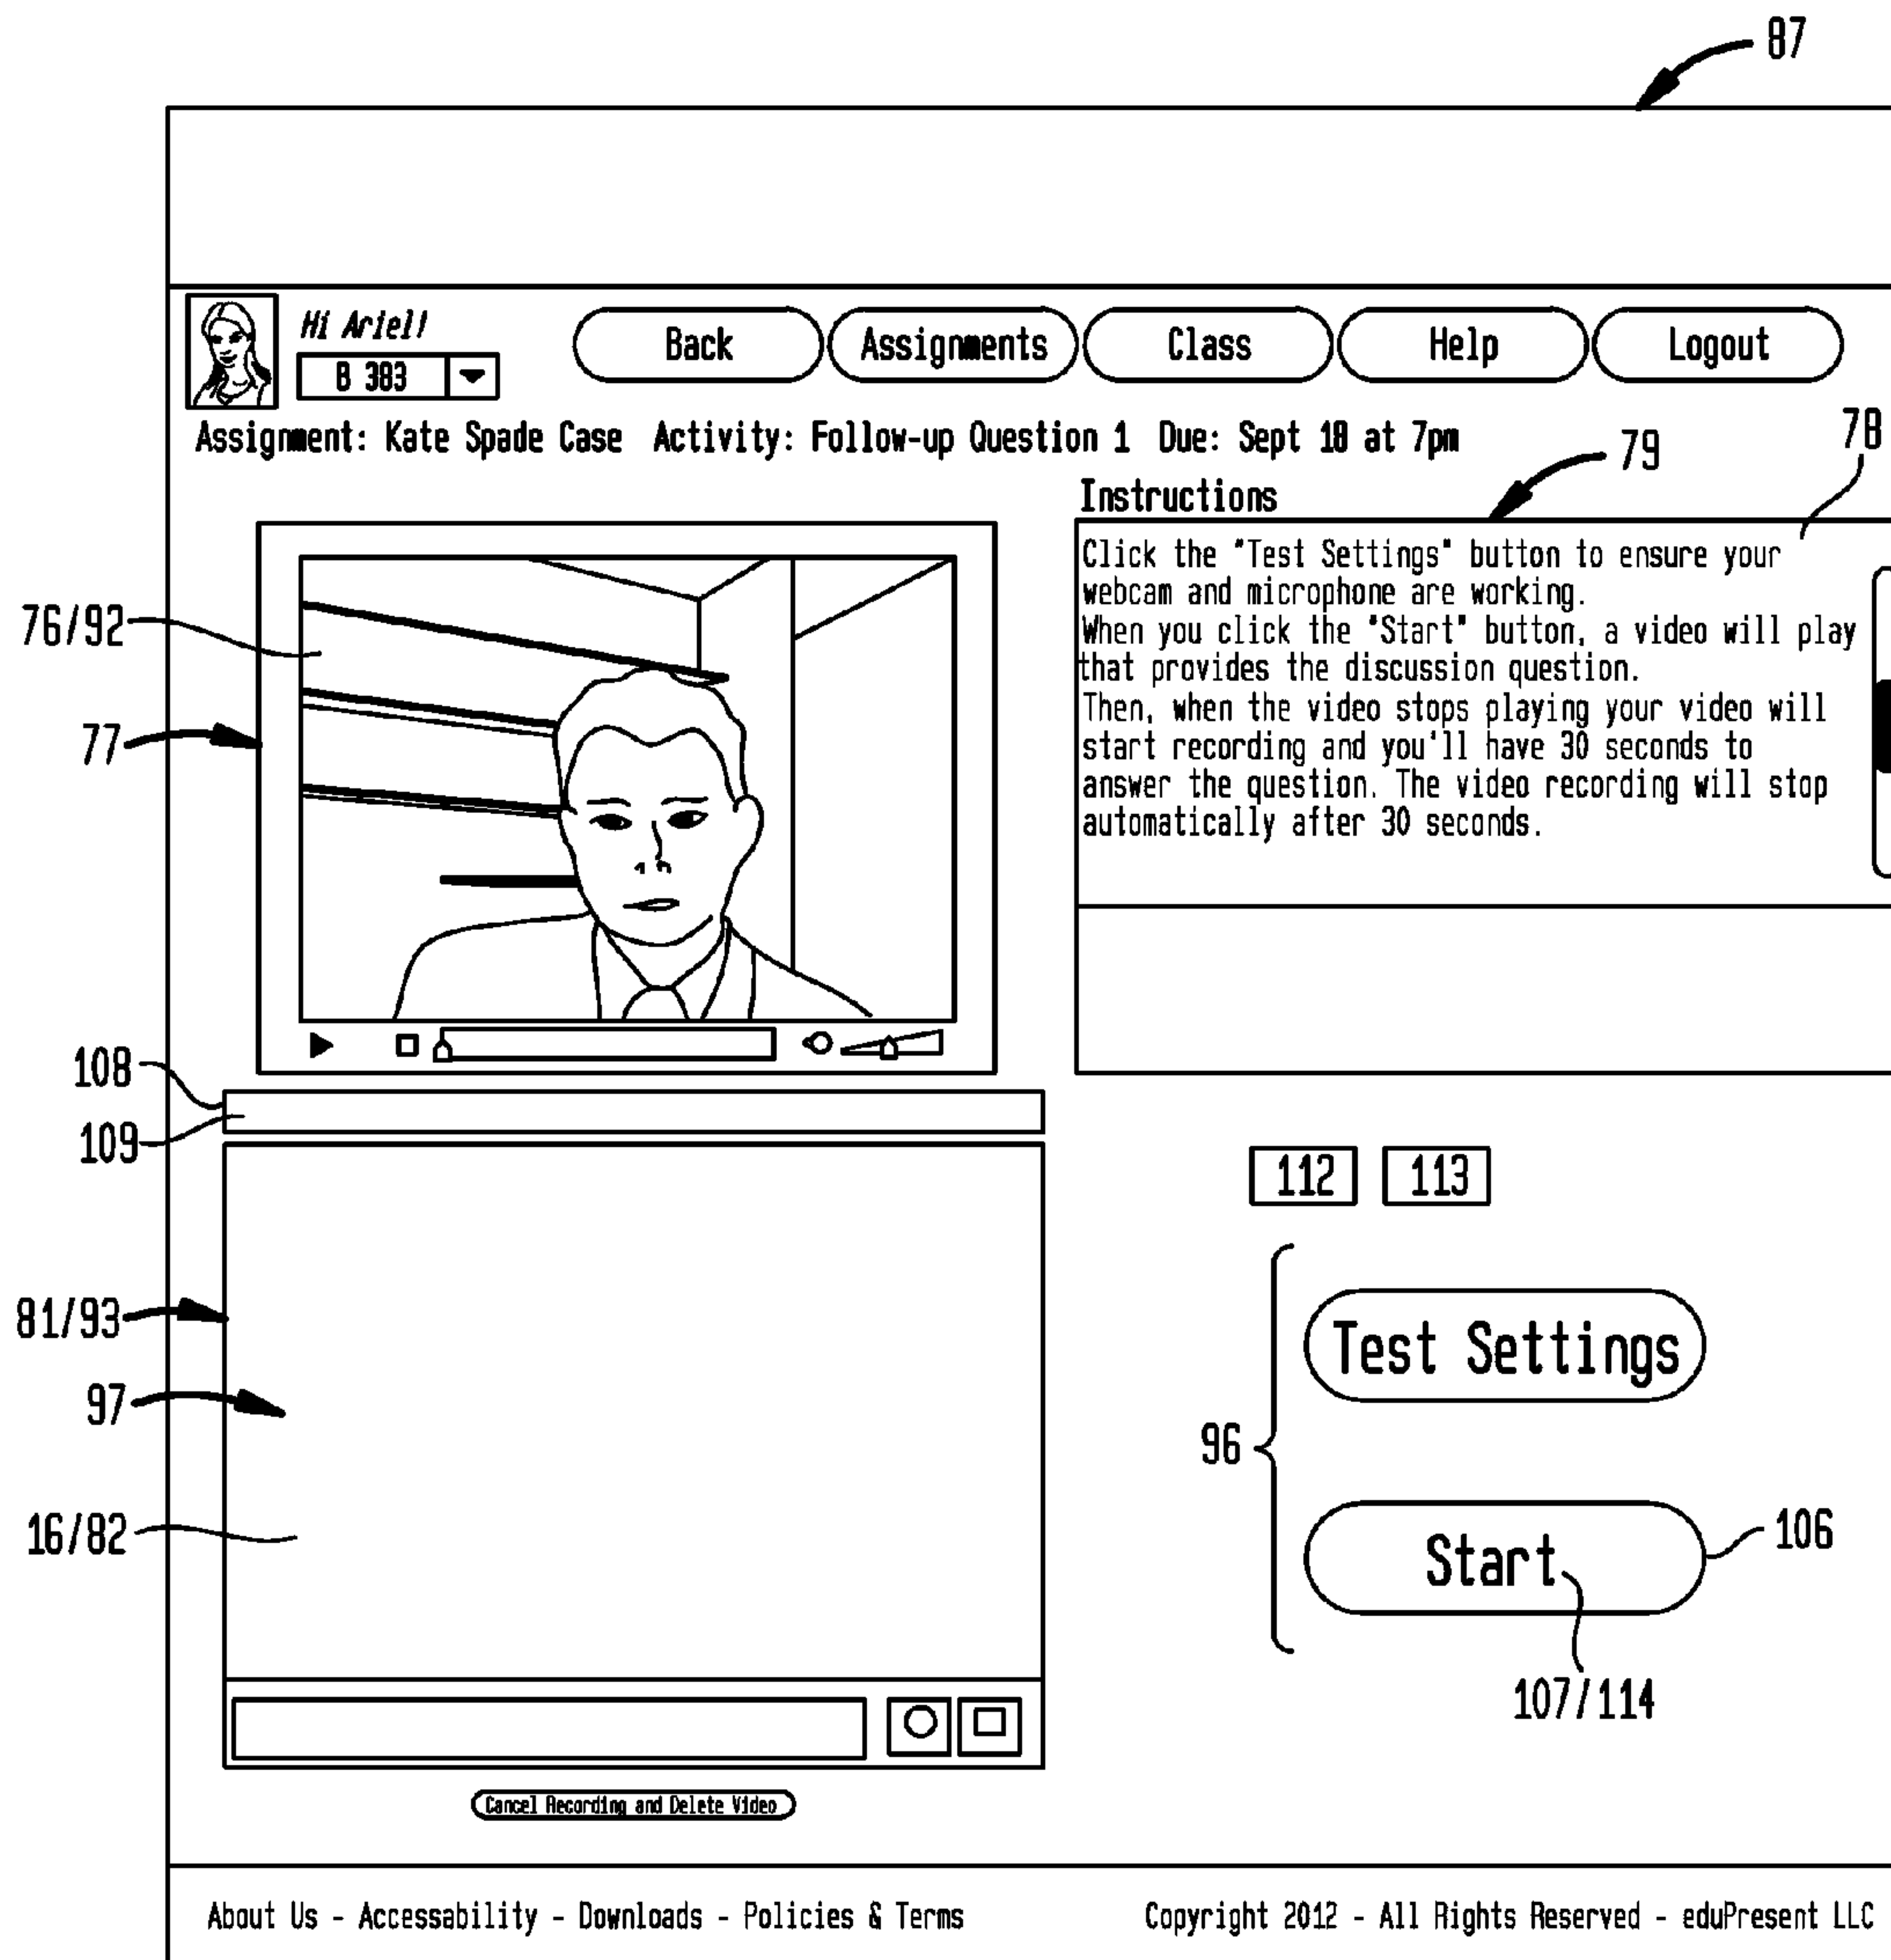 87
Hi Ariel!
Back Assignments Class Help Logout
B 383
Assignment: Kate Spade Case Activity: Follow-up Question 1 Due: Sept 18 at 7pm
78
79
Instructions
Click the "Test Settings" button to ensure your
webcam and microphone are working.
When you click the "Start" button, a video will play
that provides the discussion question.
Then, when the video stops playing your video will
start recording and you'll have 30 seconds to
answer the question. The video recording will stop
automatically after 30 seconds.
76/92
77
108
109
112 113
81/93
Test Settings
97
96
16/82
Start
106
107/114
Cancel Recording and Delete Video
About Us - Accessability - Downloads - Policies & Terms
Copyright 2012 - All Rights Reserved - eduPresent LLC